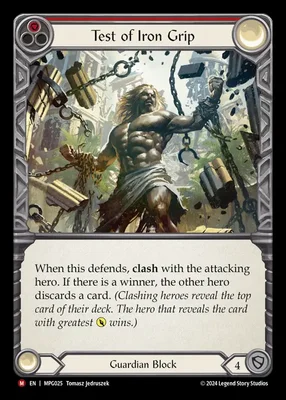 Test of Iron Grip
When this defends, clash with the attacking
hero. If there is a winner, the other hero
discards a card. (Clashing heroes reveal the top
card of their deck. The hero that reveals the card
with greatest wins.)
Guardian Block
4
M EN | MPG025 Tomasz Jedruszek © 2024 Legend Story Studios